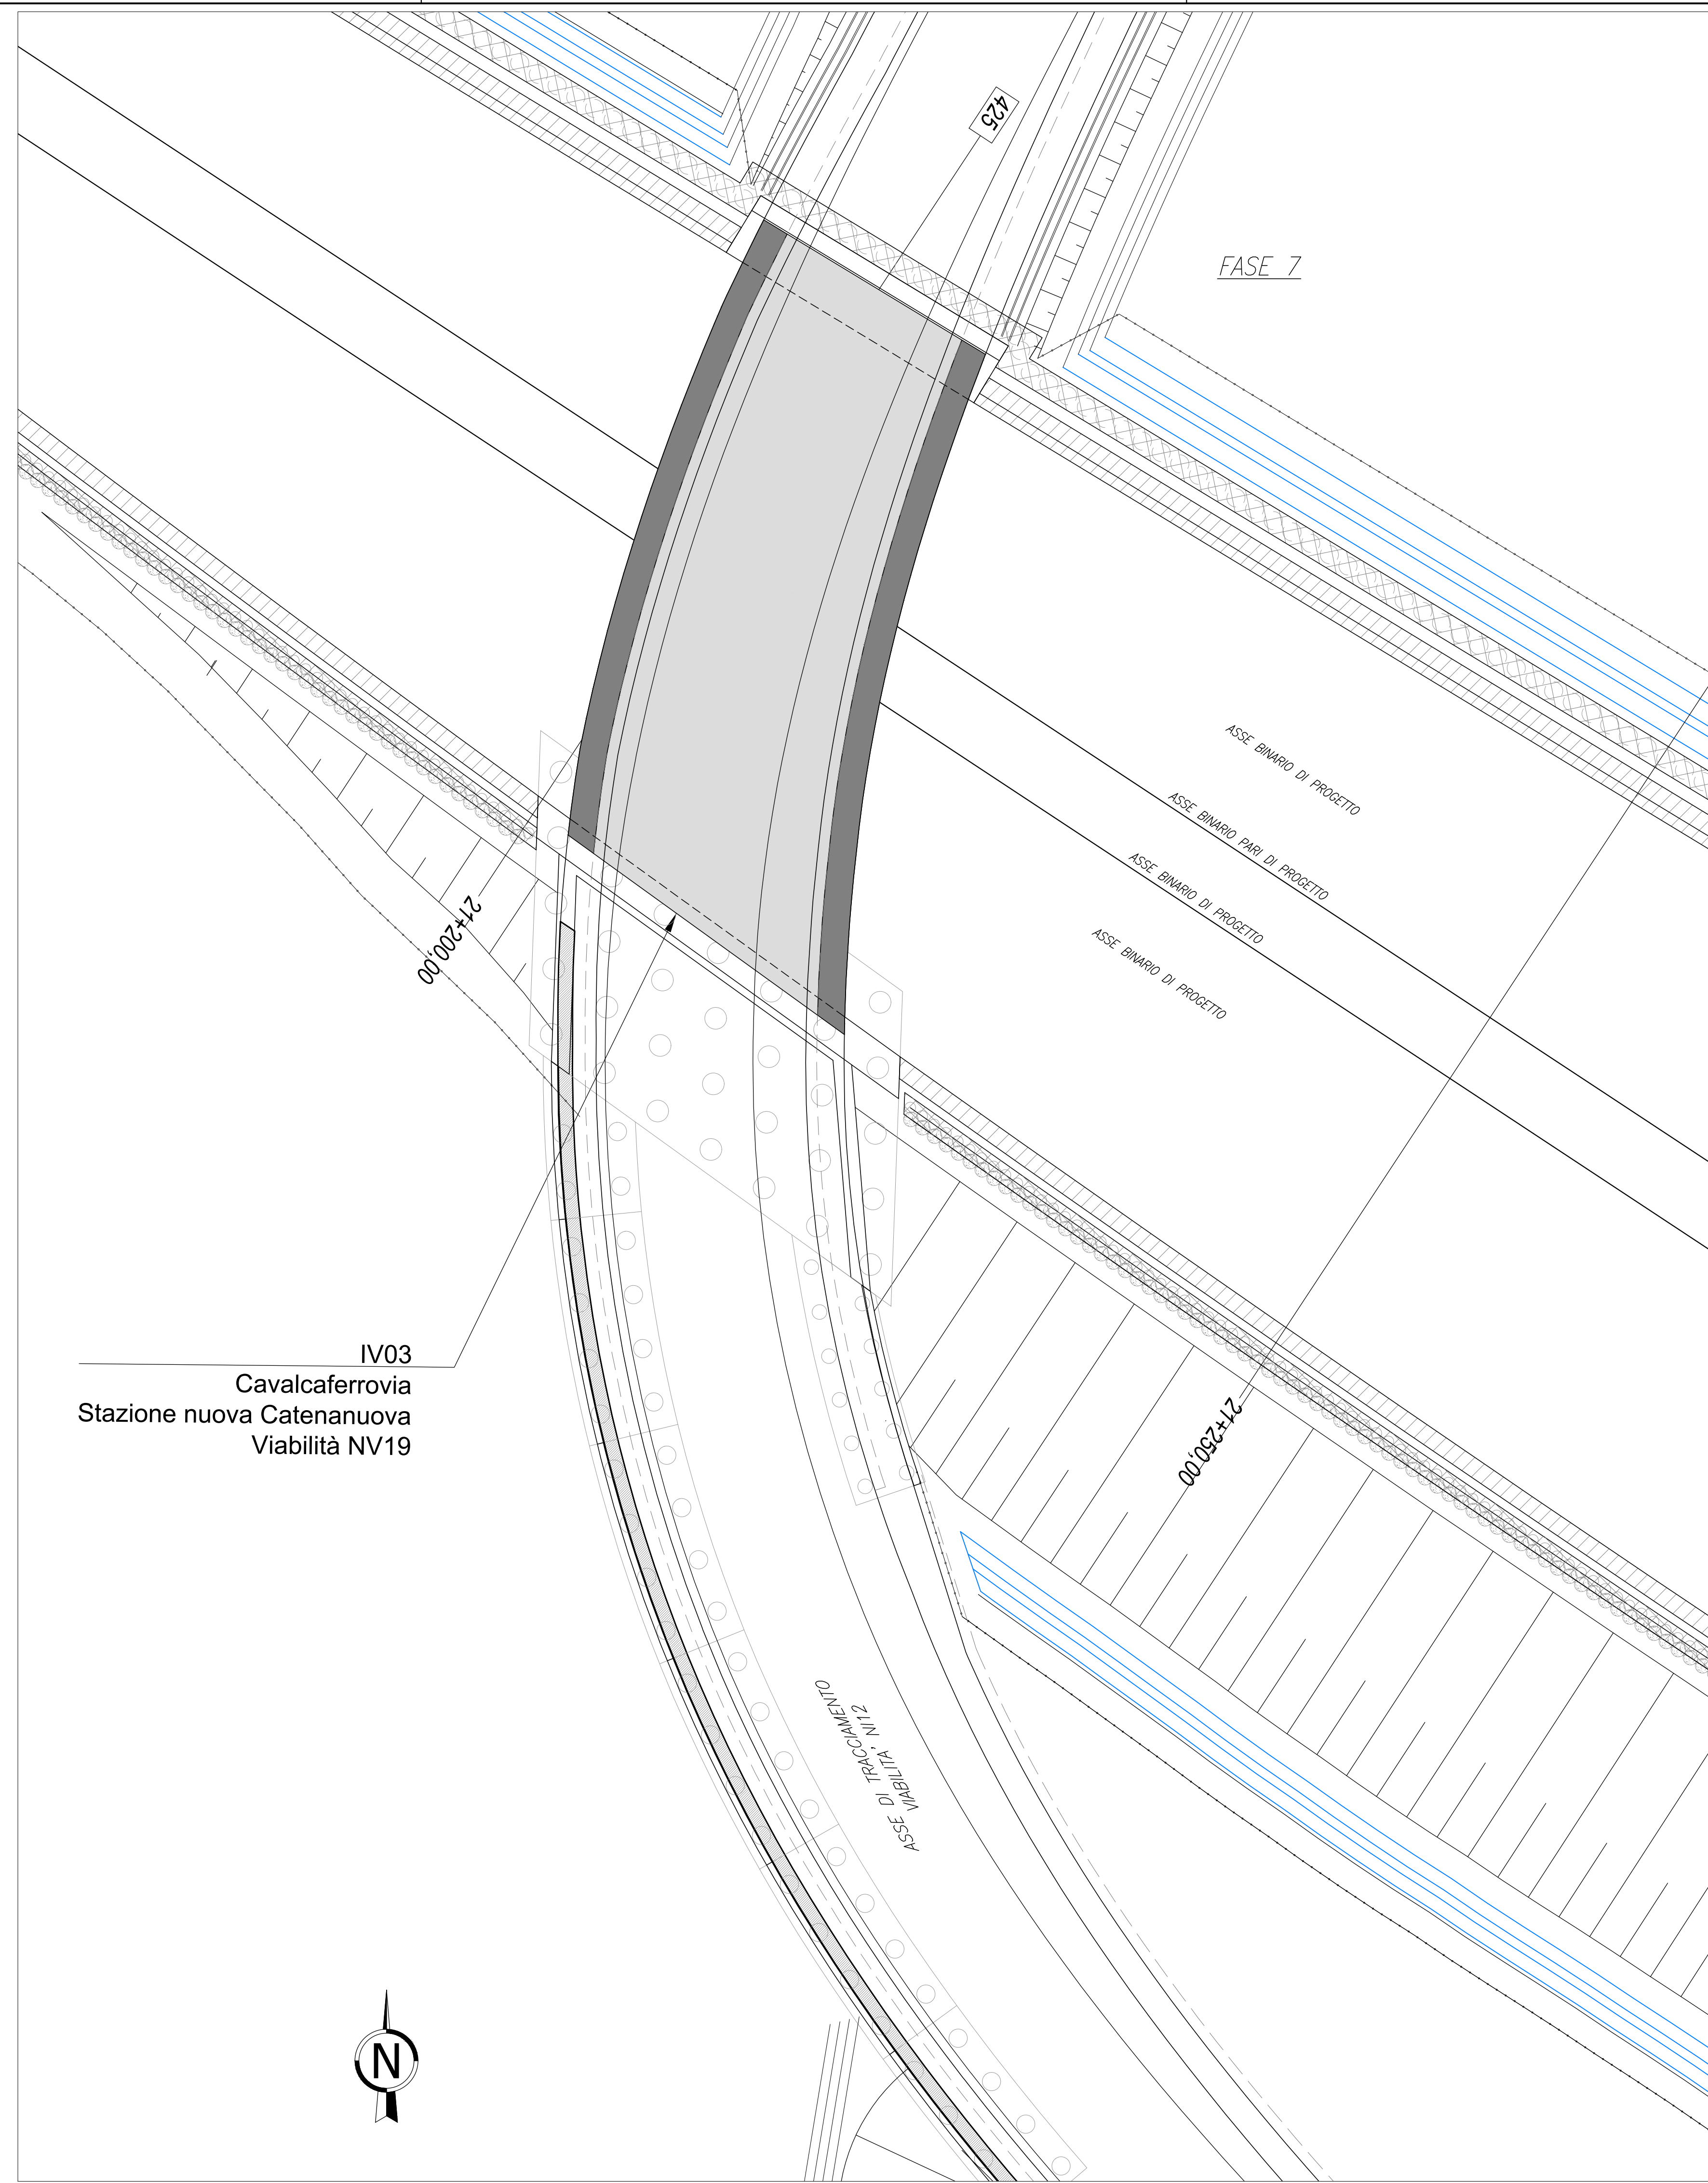 425
FASE 7
ASSE BINARIO DI PROGETTO
ASSE BINARIO PARI DI PROGETTO
ASSE BINARIO DI PROGETTO
ASSE BINARIO DI PROGETTO
21+200,00
IV03
Cavalcaferrovia
Stazione nuova Catenanuova
Viabilità NV19
21+250,00
ASSE DI TRACCIAMENTO
VIABILITA' NI12
N